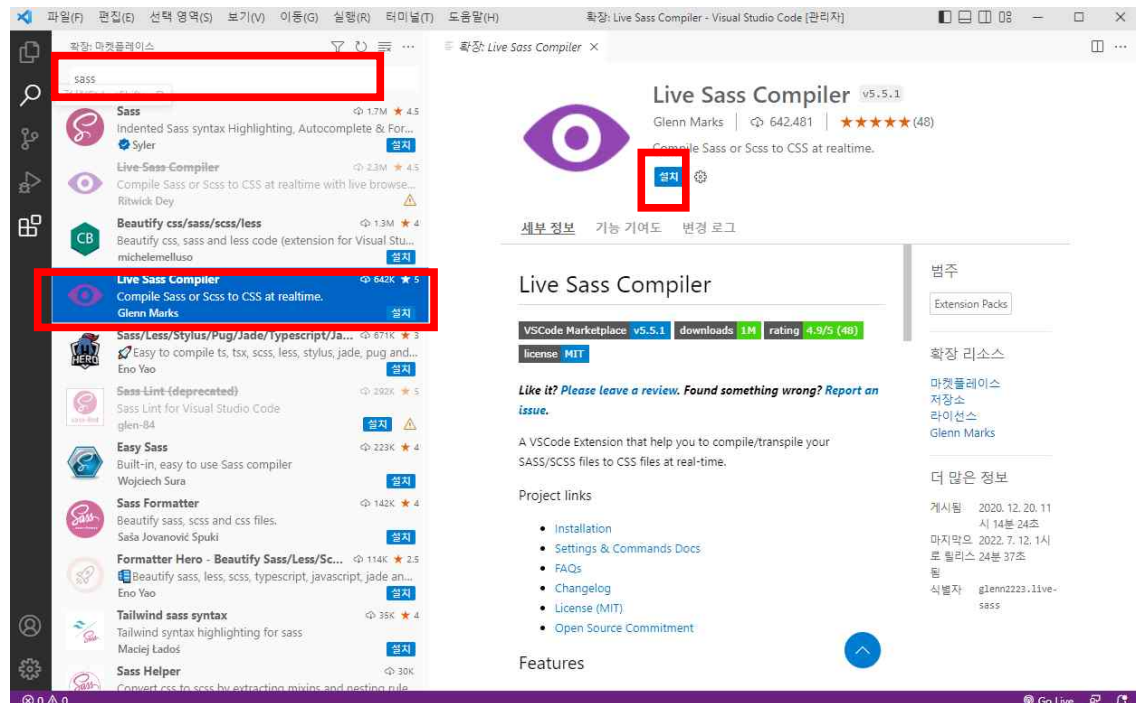 파일(F) 편집(E) 선택 영역(S) 보기(V) 이동(G) 실행(R) 터미널(T) 도움말(H)
확장: Live Sass Compiler - Visual Studio Code [관리자]
확장: 마켓플레이스
sass
Sass 1.7M ★ 4.5
Indented Sass syntax Highlighting, Autocomplete & For...
Syler 설치
Live Sass Compiler 2.3M ★ 4.5
Compile Sass or Scss to CSS at realtime with live browse...
Ritwick Dey
CB
Beautify css/sass/scss/less 1.3M ★ 4
Beautify css, sass and less code (extension for Visual Stu...
michelemelluso 설치
Live Sass Compiler 642K ★ 5
Compile Sass or Scss to CSS at realtime.
Glenn Marks 설치
HERO
Sass/Less/Stylus/Pug/Jade/Typescript/Ja... 671K ★ 3
Easy to compile ts, tsx, scss, less, stylus, jade, pug and...
Eno Yao 설치
Sass Lint (deprecated) 292K ★ 5
Sass Lint for Visual Studio Code
glen-84 설치
Easy Sass 223K ★ 4
Built-in, easy to use Sass compiler
Wojciech Sura 설치
Sass Formatter 142K ★ 4
Beautify sass, scss and css files.
Saša Jovanović Spuki 설치
Formatter Hero - Beautify Sass/Less/Sc... 114K ★ 2.5
Beautify sass, less, scss, typescript, javascript, jade an...
Eno Yao 설치
Tailwind sass syntax 35K ★ 4
Tailwind syntax highlighting for sass
Maciej Ładoś 설치
Sass Helper 30K
Convert css to scss by extracting mixins and nesting rule
확장: Live Sass Compiler ×
Live Sass Compiler v5.5.1
Glenn Marks | 642,481 | ★★★★★(48)
Compile Sass or Scss to CSS at realtime.
설치
세부 정보 기능 기여도 변경 로그
Live Sass Compiler
VSCode Marketplace v5.5.1 downloads 1M rating 4.9/5 (48)
license MIT
Like it? Please leave a review. Found something wrong? Report an
issue.
A VSCode Extension that help you to compile/transpile your
SASS/SCSS files to CSS files at real-time.
Project links
Installation
Settings & Commands Docs
FAQs
Changelog
License (MIT)
Open Source Commitment
Features
범주
Extension Packs
확장 리소스
마켓플레이스
저장소
라이선스
Glenn Marks
더 많은 정보
게시됨 2020. 12. 20. 11
시 14분 24초
마지막으 2022. 7. 12. 1시
로 릴리스 24분 37초
됨
식별자 glenn2223.live-
sass
0 0 Go Live